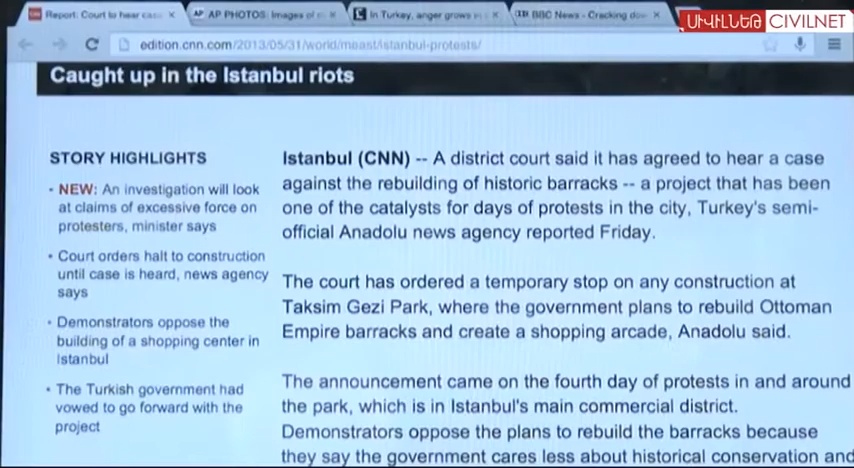 Report: Court to hear case
AP PHOTOS: Images of
In Turkey, anger grows in
BBC News - Cracking dow
ՍԻՎԻԼՆԵԹ CIVILNET
edition.cnn.com/2013/05/31/world/meast/istanbul-protests/
Caught up in the Istanbul riots
STORY HIGHLIGHTS
NEW: An investigation will look
at claims of excessive force on
protesters, minister says
Court orders halt to construction
until case is heard, news agency
says
Demonstrators oppose the
building of a shopping center in
Istanbul
The Turkish government had
vowed to go forward with the
project
Istanbul (CNN) -- A district court said it has agreed to hear a case
against the rebuilding of historic barracks -- a project that has been
one of the catalysts for days of protests in the city, Turkey's semi-
official Anadolu news agency reported Friday.
The court has ordered a temporary stop on any construction at
Taksim Gezi Park, where the government plans to rebuild Ottoman
Empire barracks and create a shopping arcade, Anadolu said.
The announcement came on the fourth day of protests in and around
the park, which is in Istanbul's main commercial district.
Demonstrators oppose the plans to rebuild the barracks because
they say the government cares less about historical conservation and